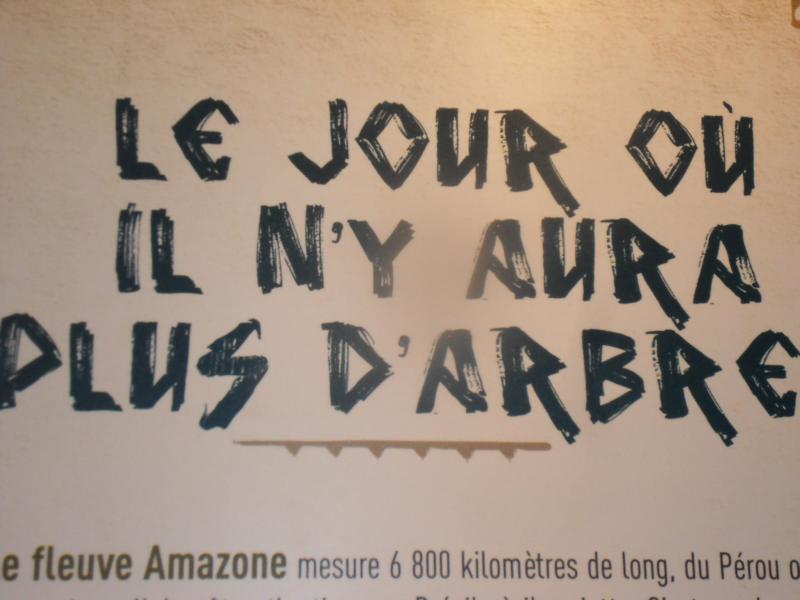 LE JOUR OÙ
IL N'Y AURA
PLUS D'ARBRE
e fleuve Amazone mesure 6 800 kilomètres de long, du Pérou o